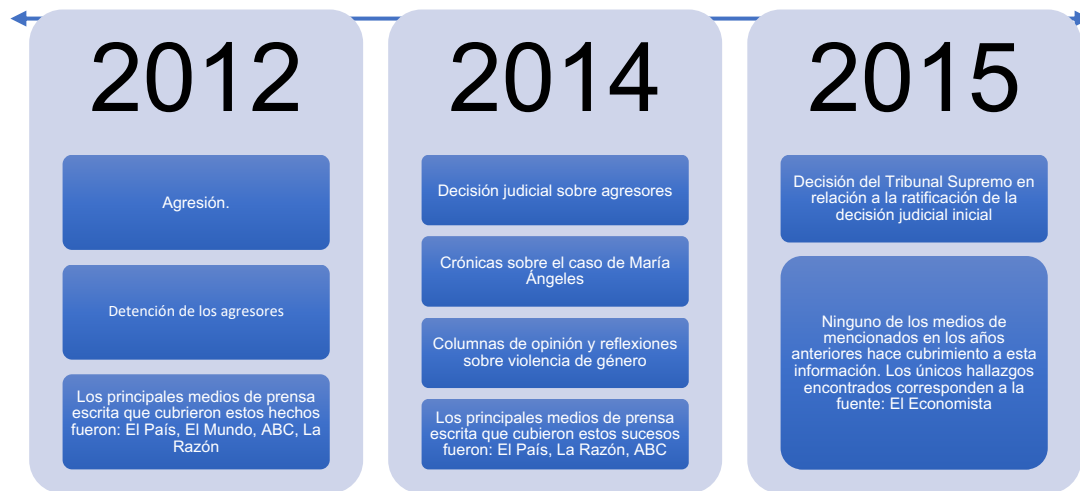 2012
Agresión.
Detención de los agresores
Los principales medios de prensa
escrita que cubrieron estos hechos
fueron: El País, El Mundo, ABC, La
Razón
2014
Decisión judicial sobre agresores
Crónicas sobre el caso de María
Ángeles
Columnas de opinión y reflexiones
sobre violencia de género
Los principales medios de prensa
escrita que cubieron estos sucesos
fueron: El País, La Razón, ABC
2015
Decisión del Tribunal Supremo en
relación a la ratificación de la
decisión judicial inicial
Ninguno de los medios de
mencionados en los años
anteriores hace cubrimiento a esta
información. Los únicos hallazgos
encontrados corresponden a la
fuente: El Economista